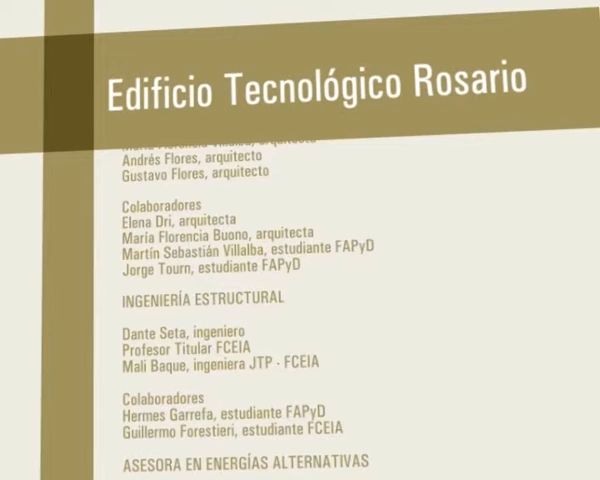 Edificio Tecnológico Rosario
Andrés Flores, arquitecto
Gustavo Flores, arquitecto
Colaboradores
Elena Dri, arquitecta
María Florencia Buono, arquitecta
Martín Sebastián Villalba, estudiante FAPyD
Jorge Tourn, estudiante FAPyD
INGENIERÍA ESTRUCTURAL
Dante Seta, ingeniero
Profesor Titular FCEIA
Mali Baque, ingeniera JTP - FCEIA
Colaboradores
Hermes Garrefa, estudiante FAPyD
Guillermo Forestieri, estudiante FCEIA
ASESORA EN ENERGÍAS ALTERNATIVAS